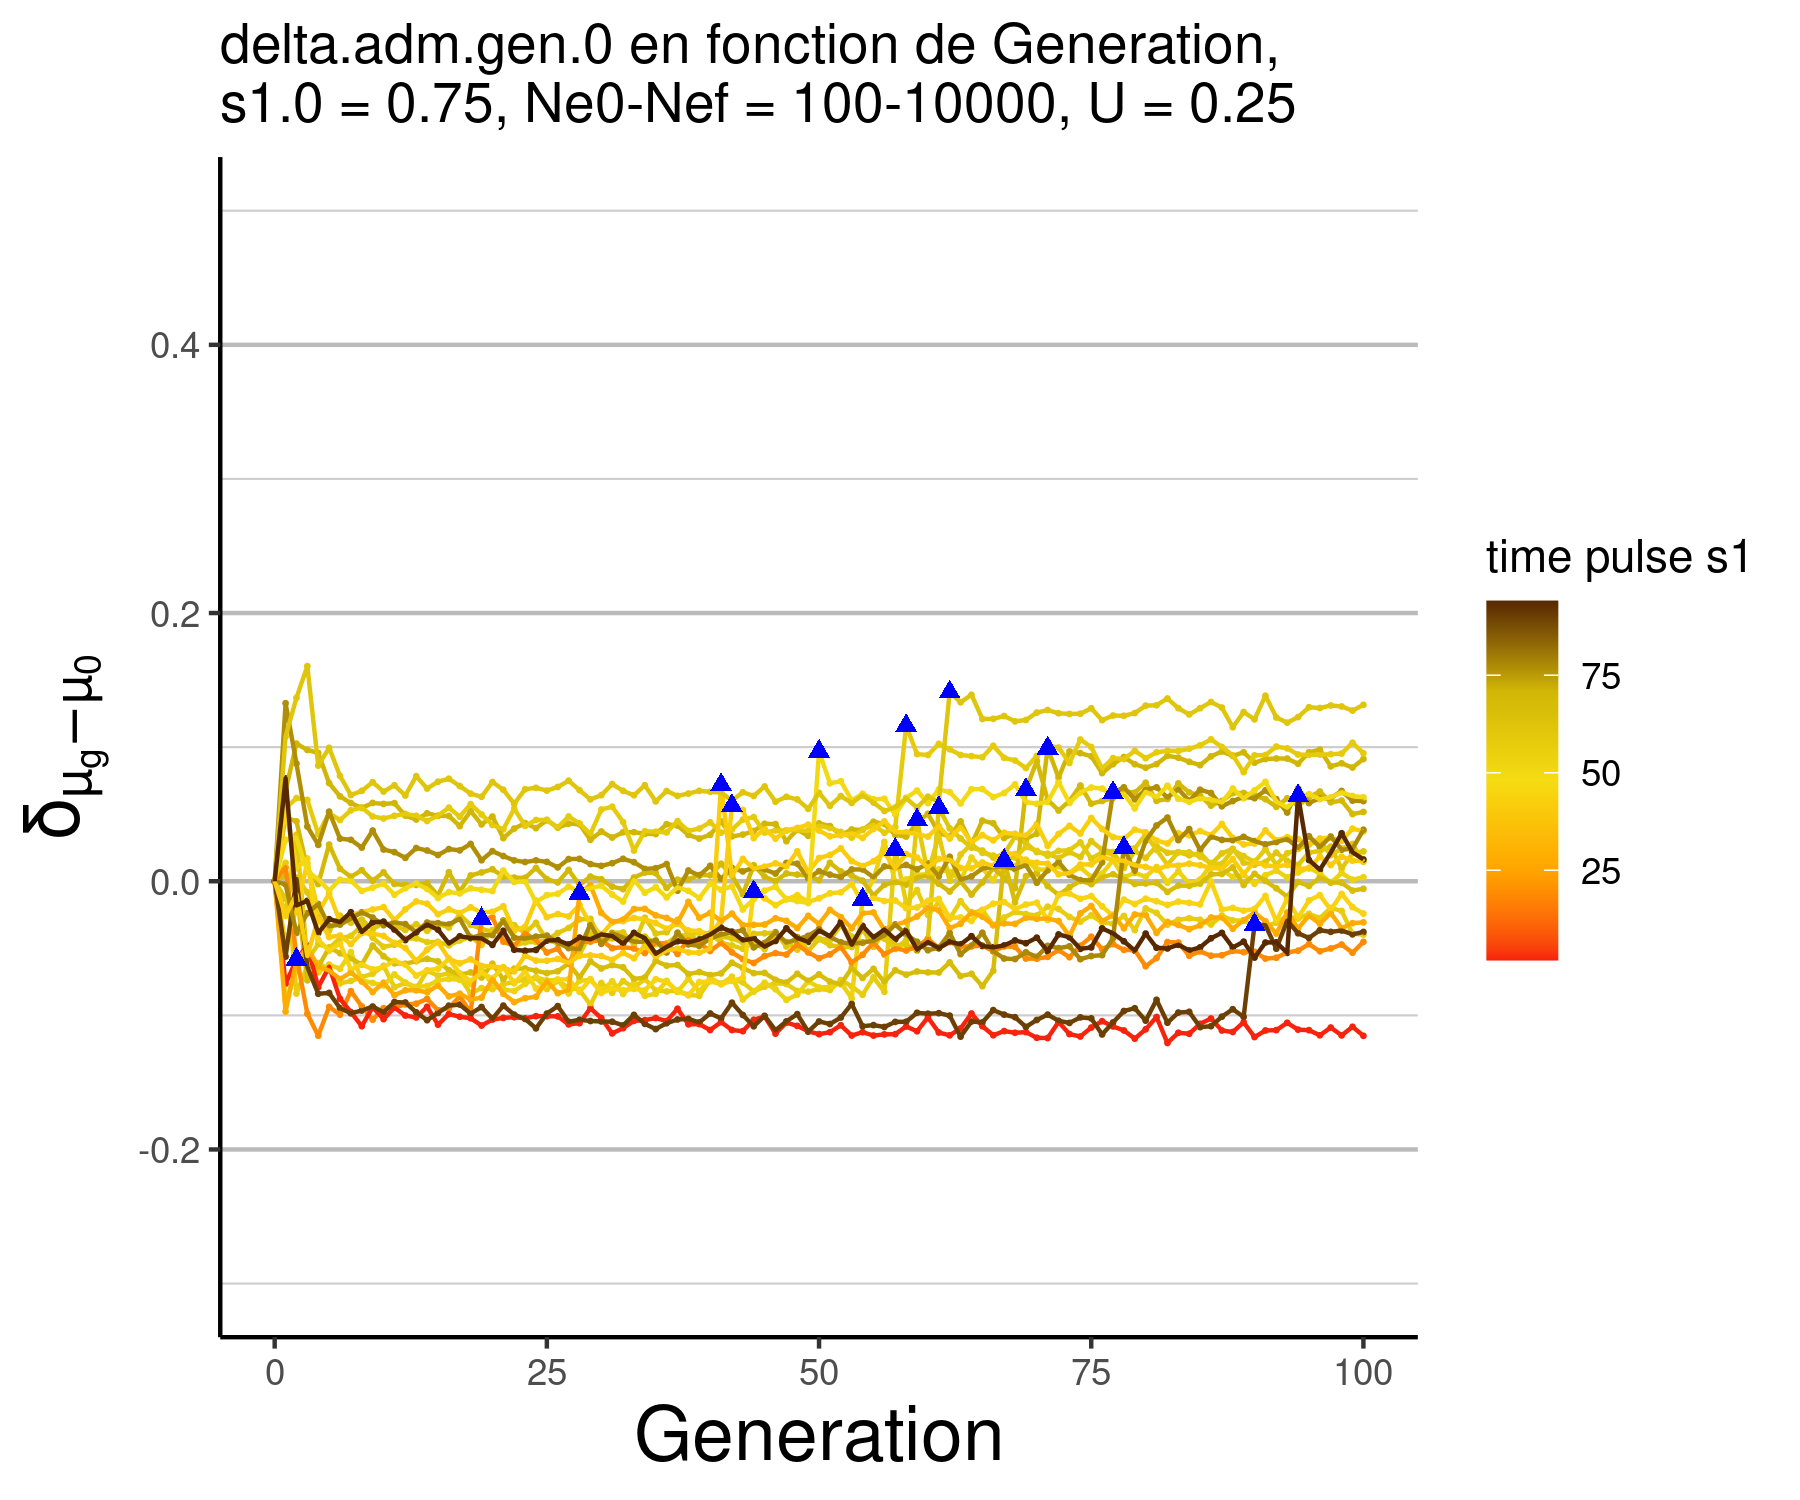 delta.adm.gen.0 en fonction de Generation,
s1.0 = 0.75, Ne0-Nef = 100-10000, U = 0.25
δμg−μ0
0.4
0.2
0.0
-0.2
0 25 50 75 100
Generation
time pulse s1
75
50
25